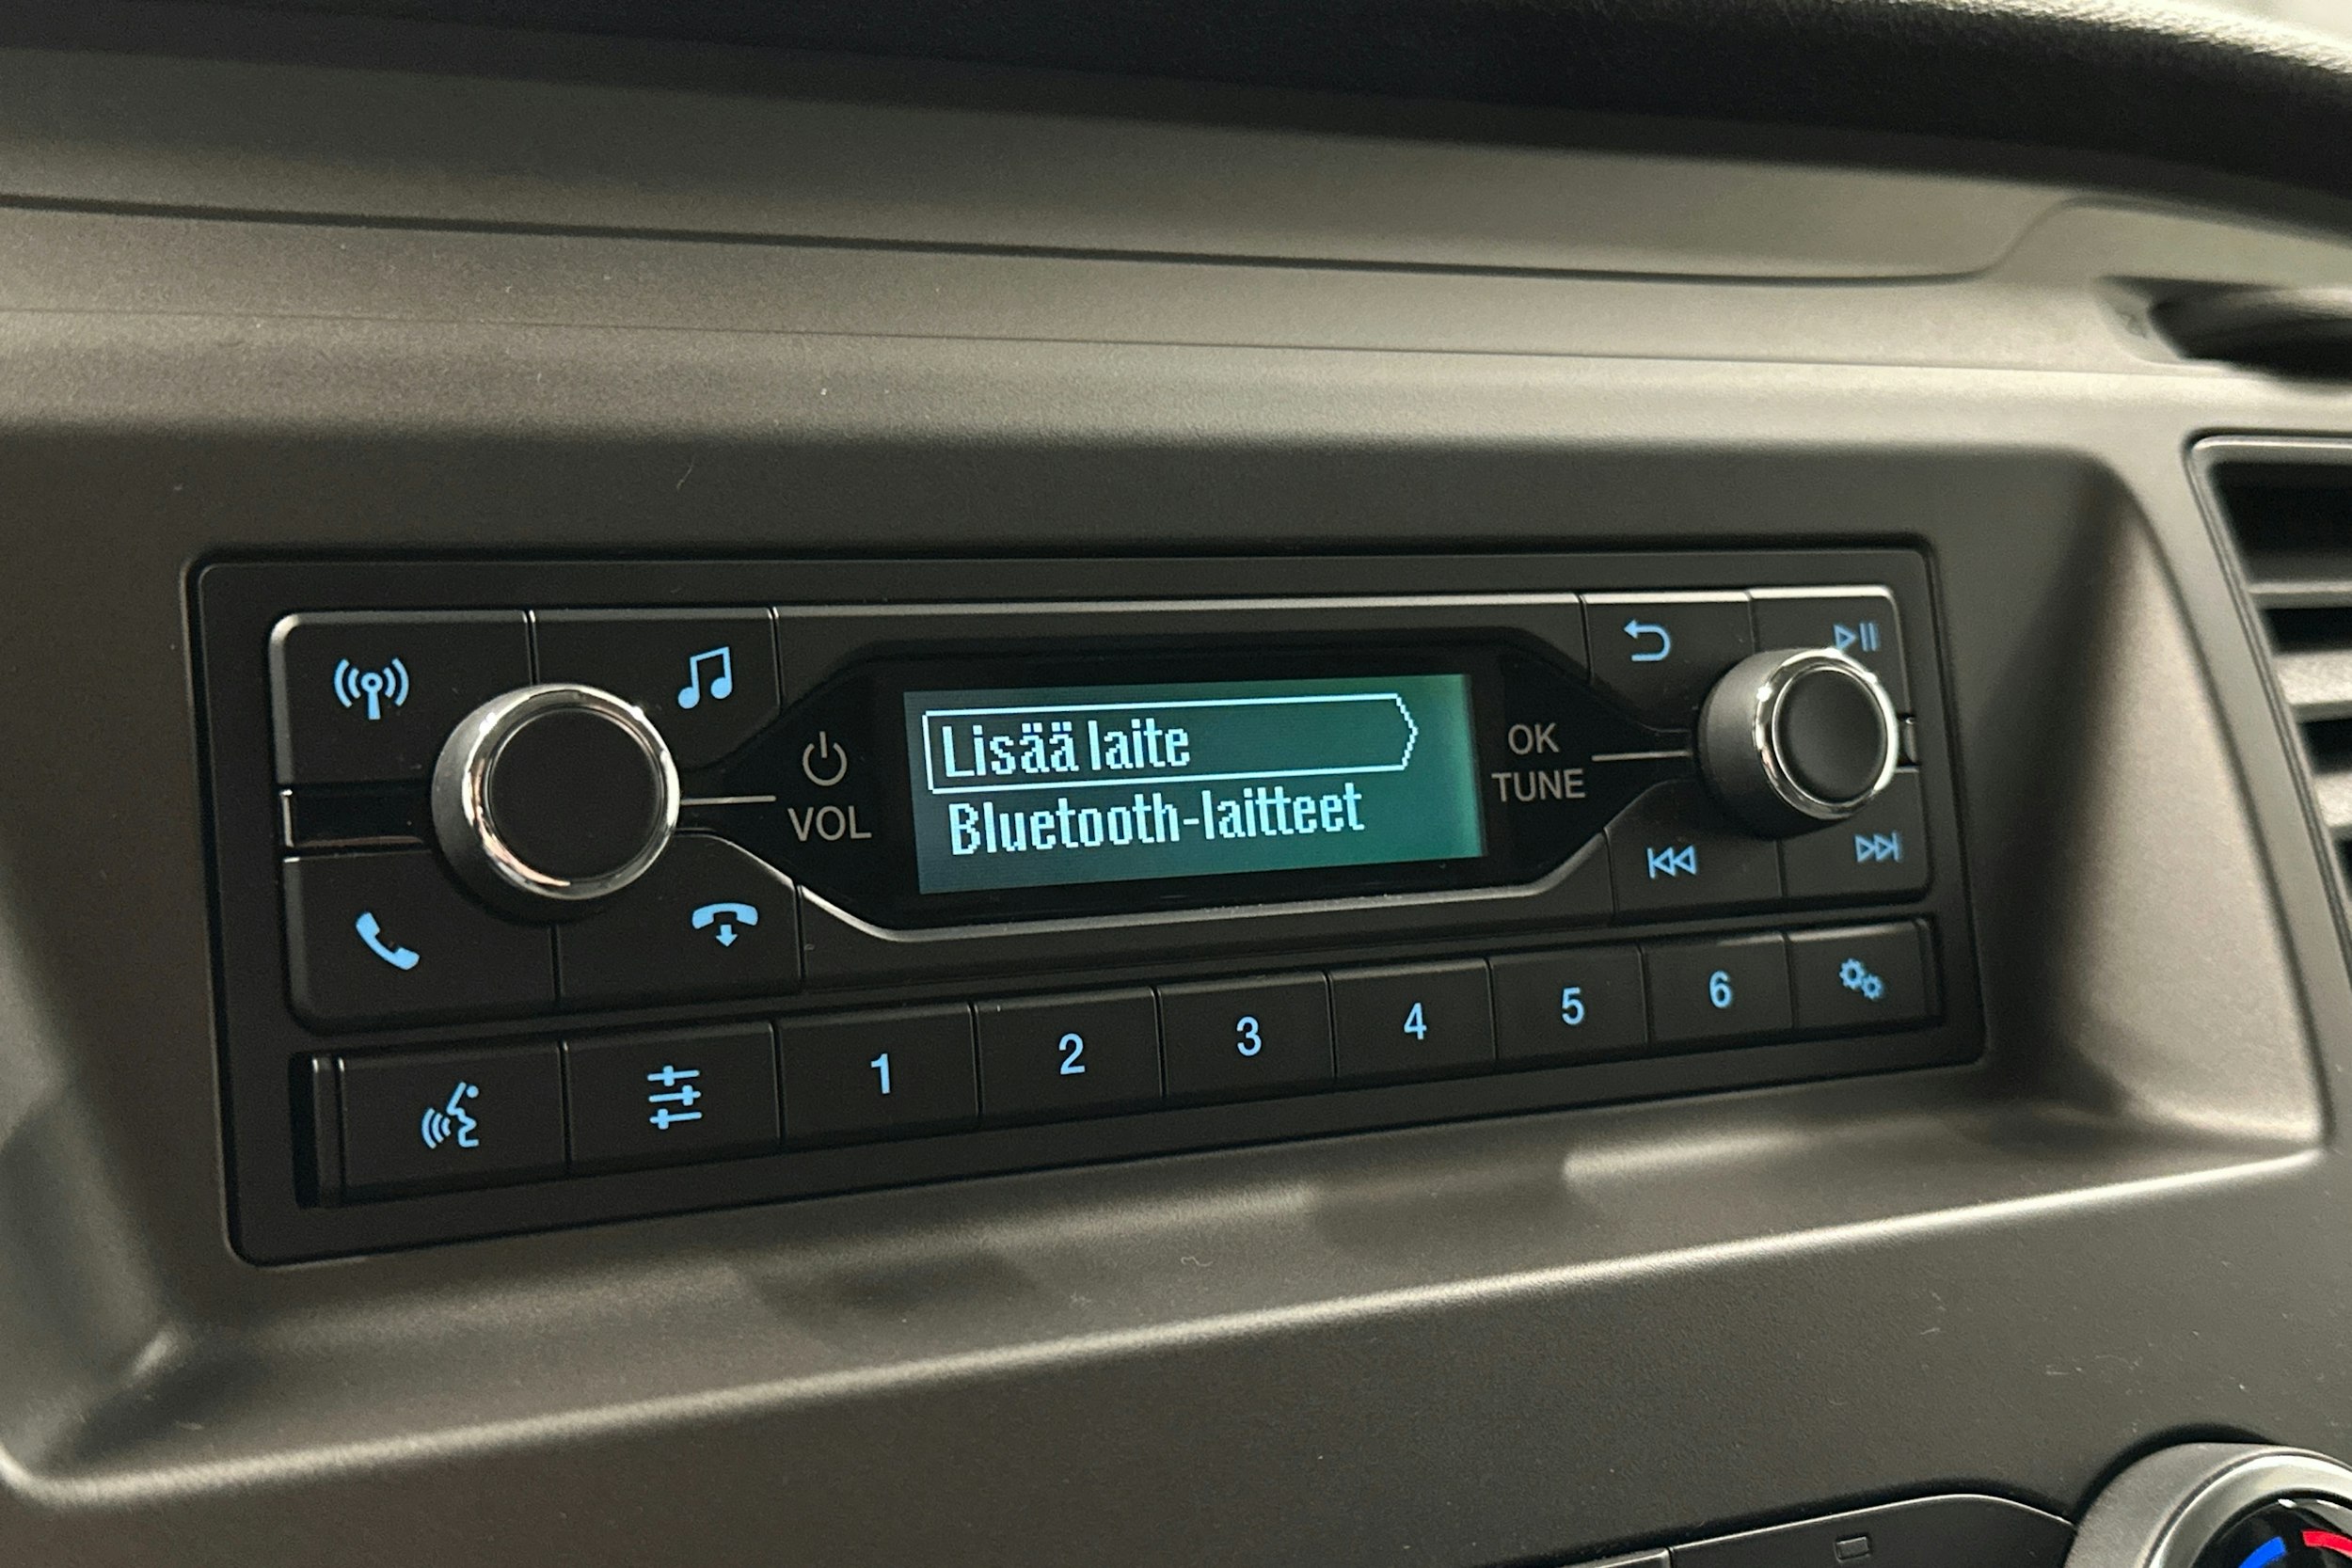 Lisää laite
Bluetooth-laitteet
VOL
OK
TUNE
1 2 3 4 5 6